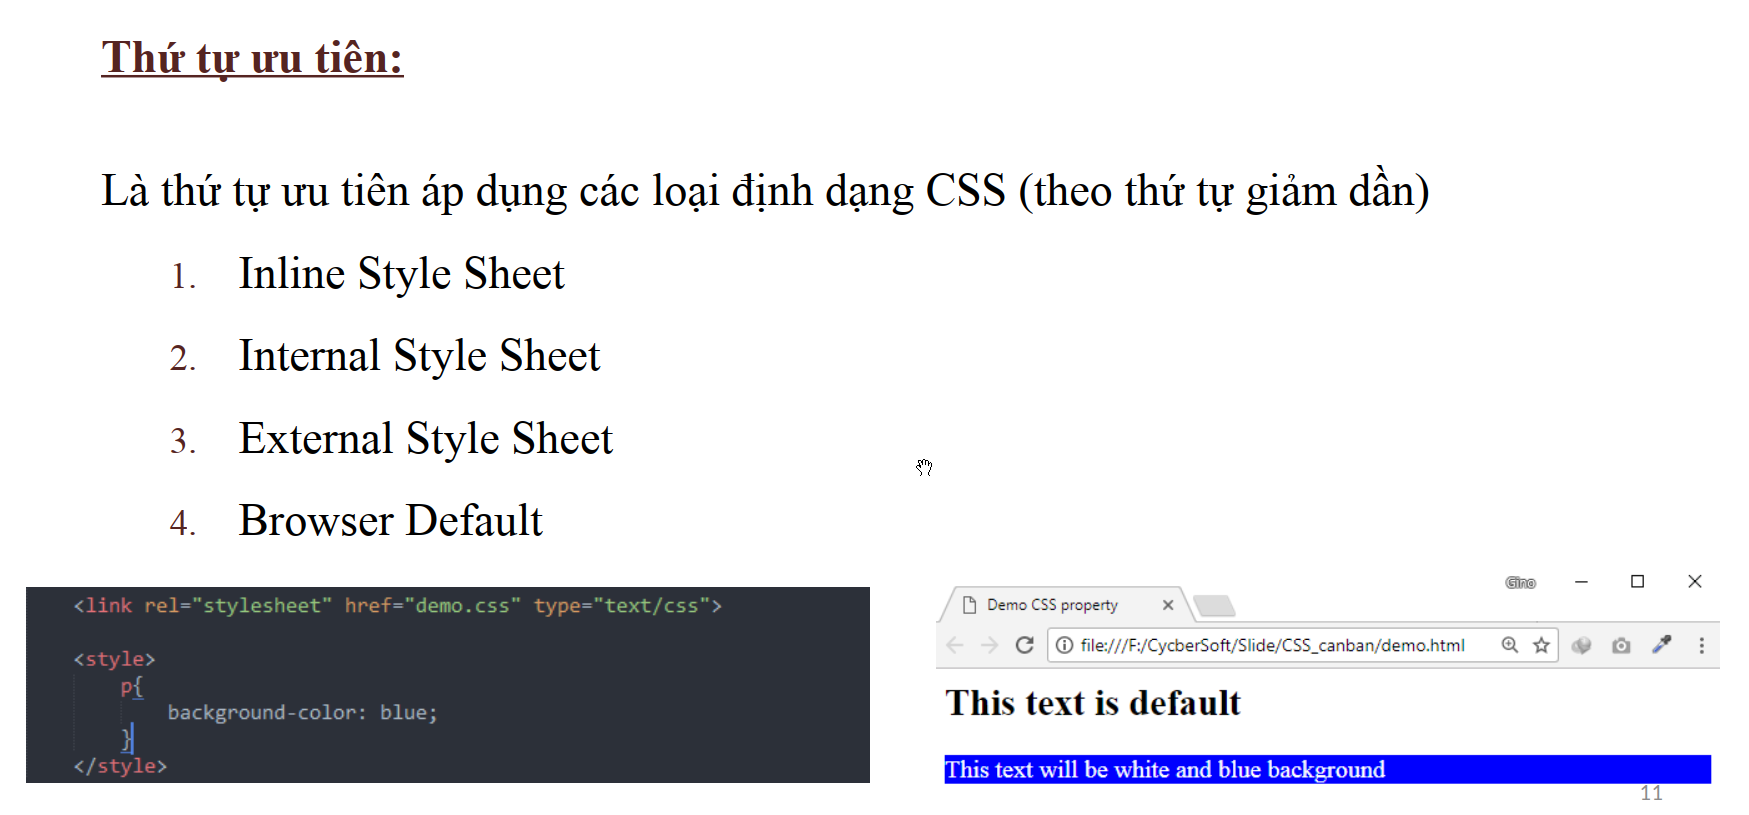 Thứ tự ưu tiên:
Là thứ tự ưu tiên áp dụng các loại định dạng CSS (theo thứ tự giảm dần)
1. Inline Style Sheet
2. Internal Style Sheet
3. External Style Sheet
4. Browser Default
<link rel="stylesheet" href="demo.css" type="text/css">
<style>
p{
background-color: blue;
}
</style>
Gino
Demo CSS property
file:///F:/CycberSoft/Slide/CSS_canban/demo.html
This text is default
This text will be white and blue background
11